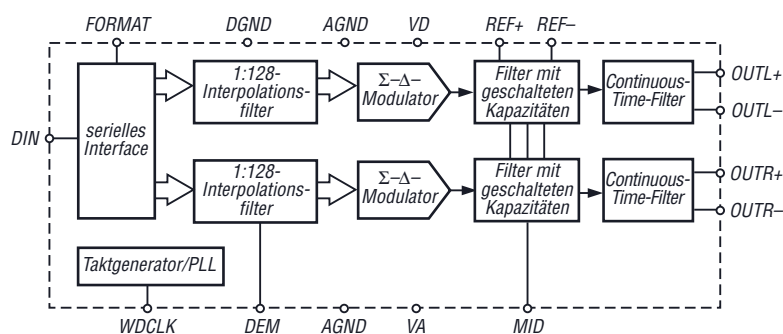 FORMAT DGND AGND VD REF+ REF–
1:128-
Interpolations-
filter
Σ–Δ–
Modulator
Filter mit
geschalteten
Kapazitäten
Continuous-
Time-Filter
OUTL+
OUTL–
DIN
serielles
Interface
1:128-
Interpolations-
filter
Σ–Δ–
Modulator
Filter mit
geschalteten
Kapazitäten
Continuous-
Time-Filter
OUTR+
OUTR–
Taktgenerator/PLL
WDCLK DEM AGND VA MID